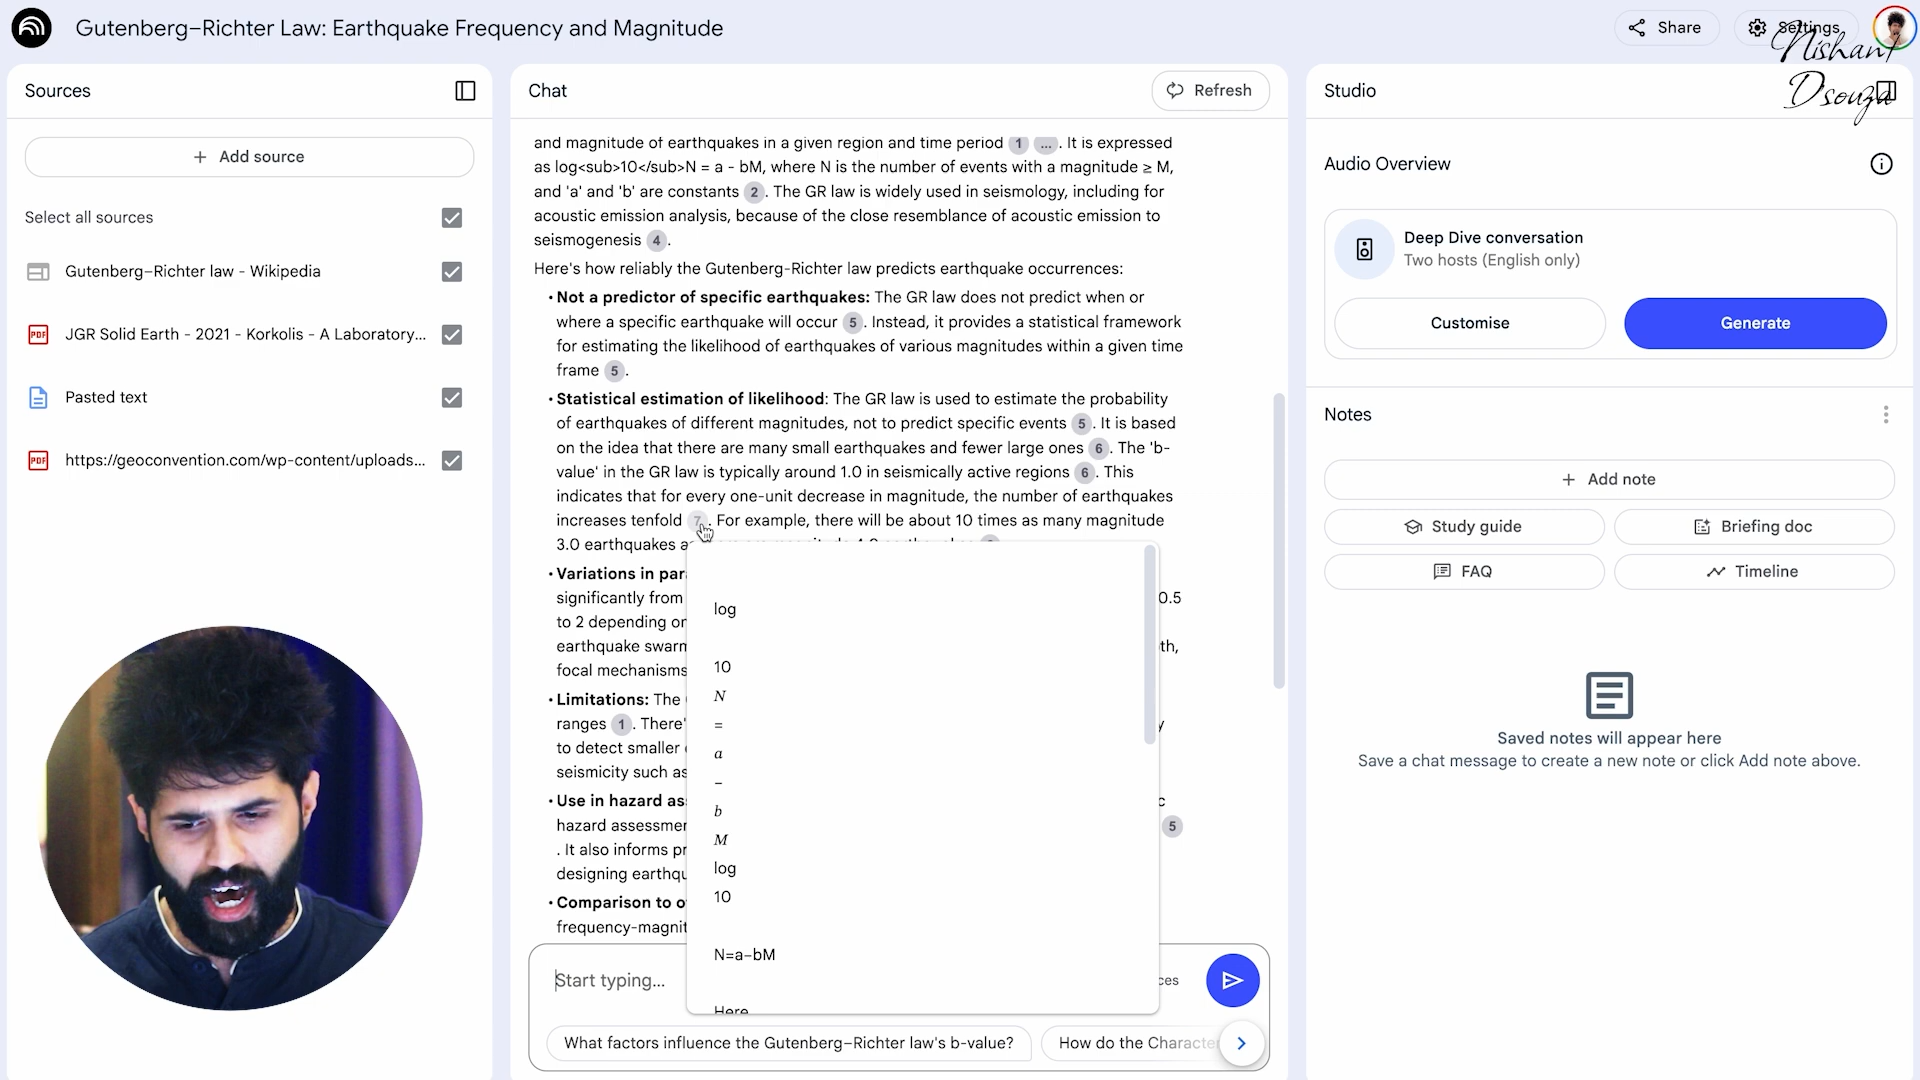 Gutenberg–Richter Law: Earthquake Frequency and Magnitude
Share
Settings
Nishant
Dsouza
Sources
Add source
Select all sources
Gutenberg–Richter law - Wikipedia
JGR Solid Earth - 2021 - Korkolis - A Laboratory...
Pasted text
https://geoconvention.com/wp-content/uploads...
Chat
Refresh
and magnitude of earthquakes in a given region and time period 1 ... . It is expressed
as log<sub>10</sub>N = a - bM, where N is the number of events with a magnitude ≥ M,
and 'a' and 'b' are constants 2 . The GR law is widely used in seismology, including for
acoustic emission analysis, because of the close resemblance of acoustic emission to
seismogenesis 4 .
Here's how reliably the Gutenberg-Richter law predicts earthquake occurrences:
• Not a predictor of specific earthquakes: The GR law does not predict when or
where a specific earthquake will occur 5 . Instead, it provides a statistical framework
for estimating the likelihood of earthquakes of various magnitudes within a given time
frame 5 .
• Statistical estimation of likelihood: The GR law is used to estimate the probability
of earthquakes of different magnitudes, not to predict specific events 5 . It is based
on the idea that there are many small earthquakes and fewer large ones 6 . The 'b-
value' in the GR law is typically around 1.0 in seismically active regions 6 . This
indicates that for every one-unit decrease in magnitude, the number of earthquakes
increases tenfold 7 . For example, there will be about 10 times as many magnitude
3.0 earthquakes
• Variations in
significantly from 0.5
to 2 depending
earthquake
focal mechanisms
• Limitations: The
ranges 1 . There'
to detect smaller
seismicity such as
• Use in hazard
hazard 5
. It also informs
designing
• Comparison to
log
10
N
=
a
−
b
M
log
10
N=a−bM
Here
Start typing...
What factors influence the Gutenberg–Richter law's b-value?
How do the
Studio
Audio Overview
Deep Dive conversation
Two hosts (English only)
Customise
Generate
Notes
Add note
Study guide
Briefing doc
FAQ
Timeline
Saved notes will appear here
Save a chat message to create a new note or click Add note above.